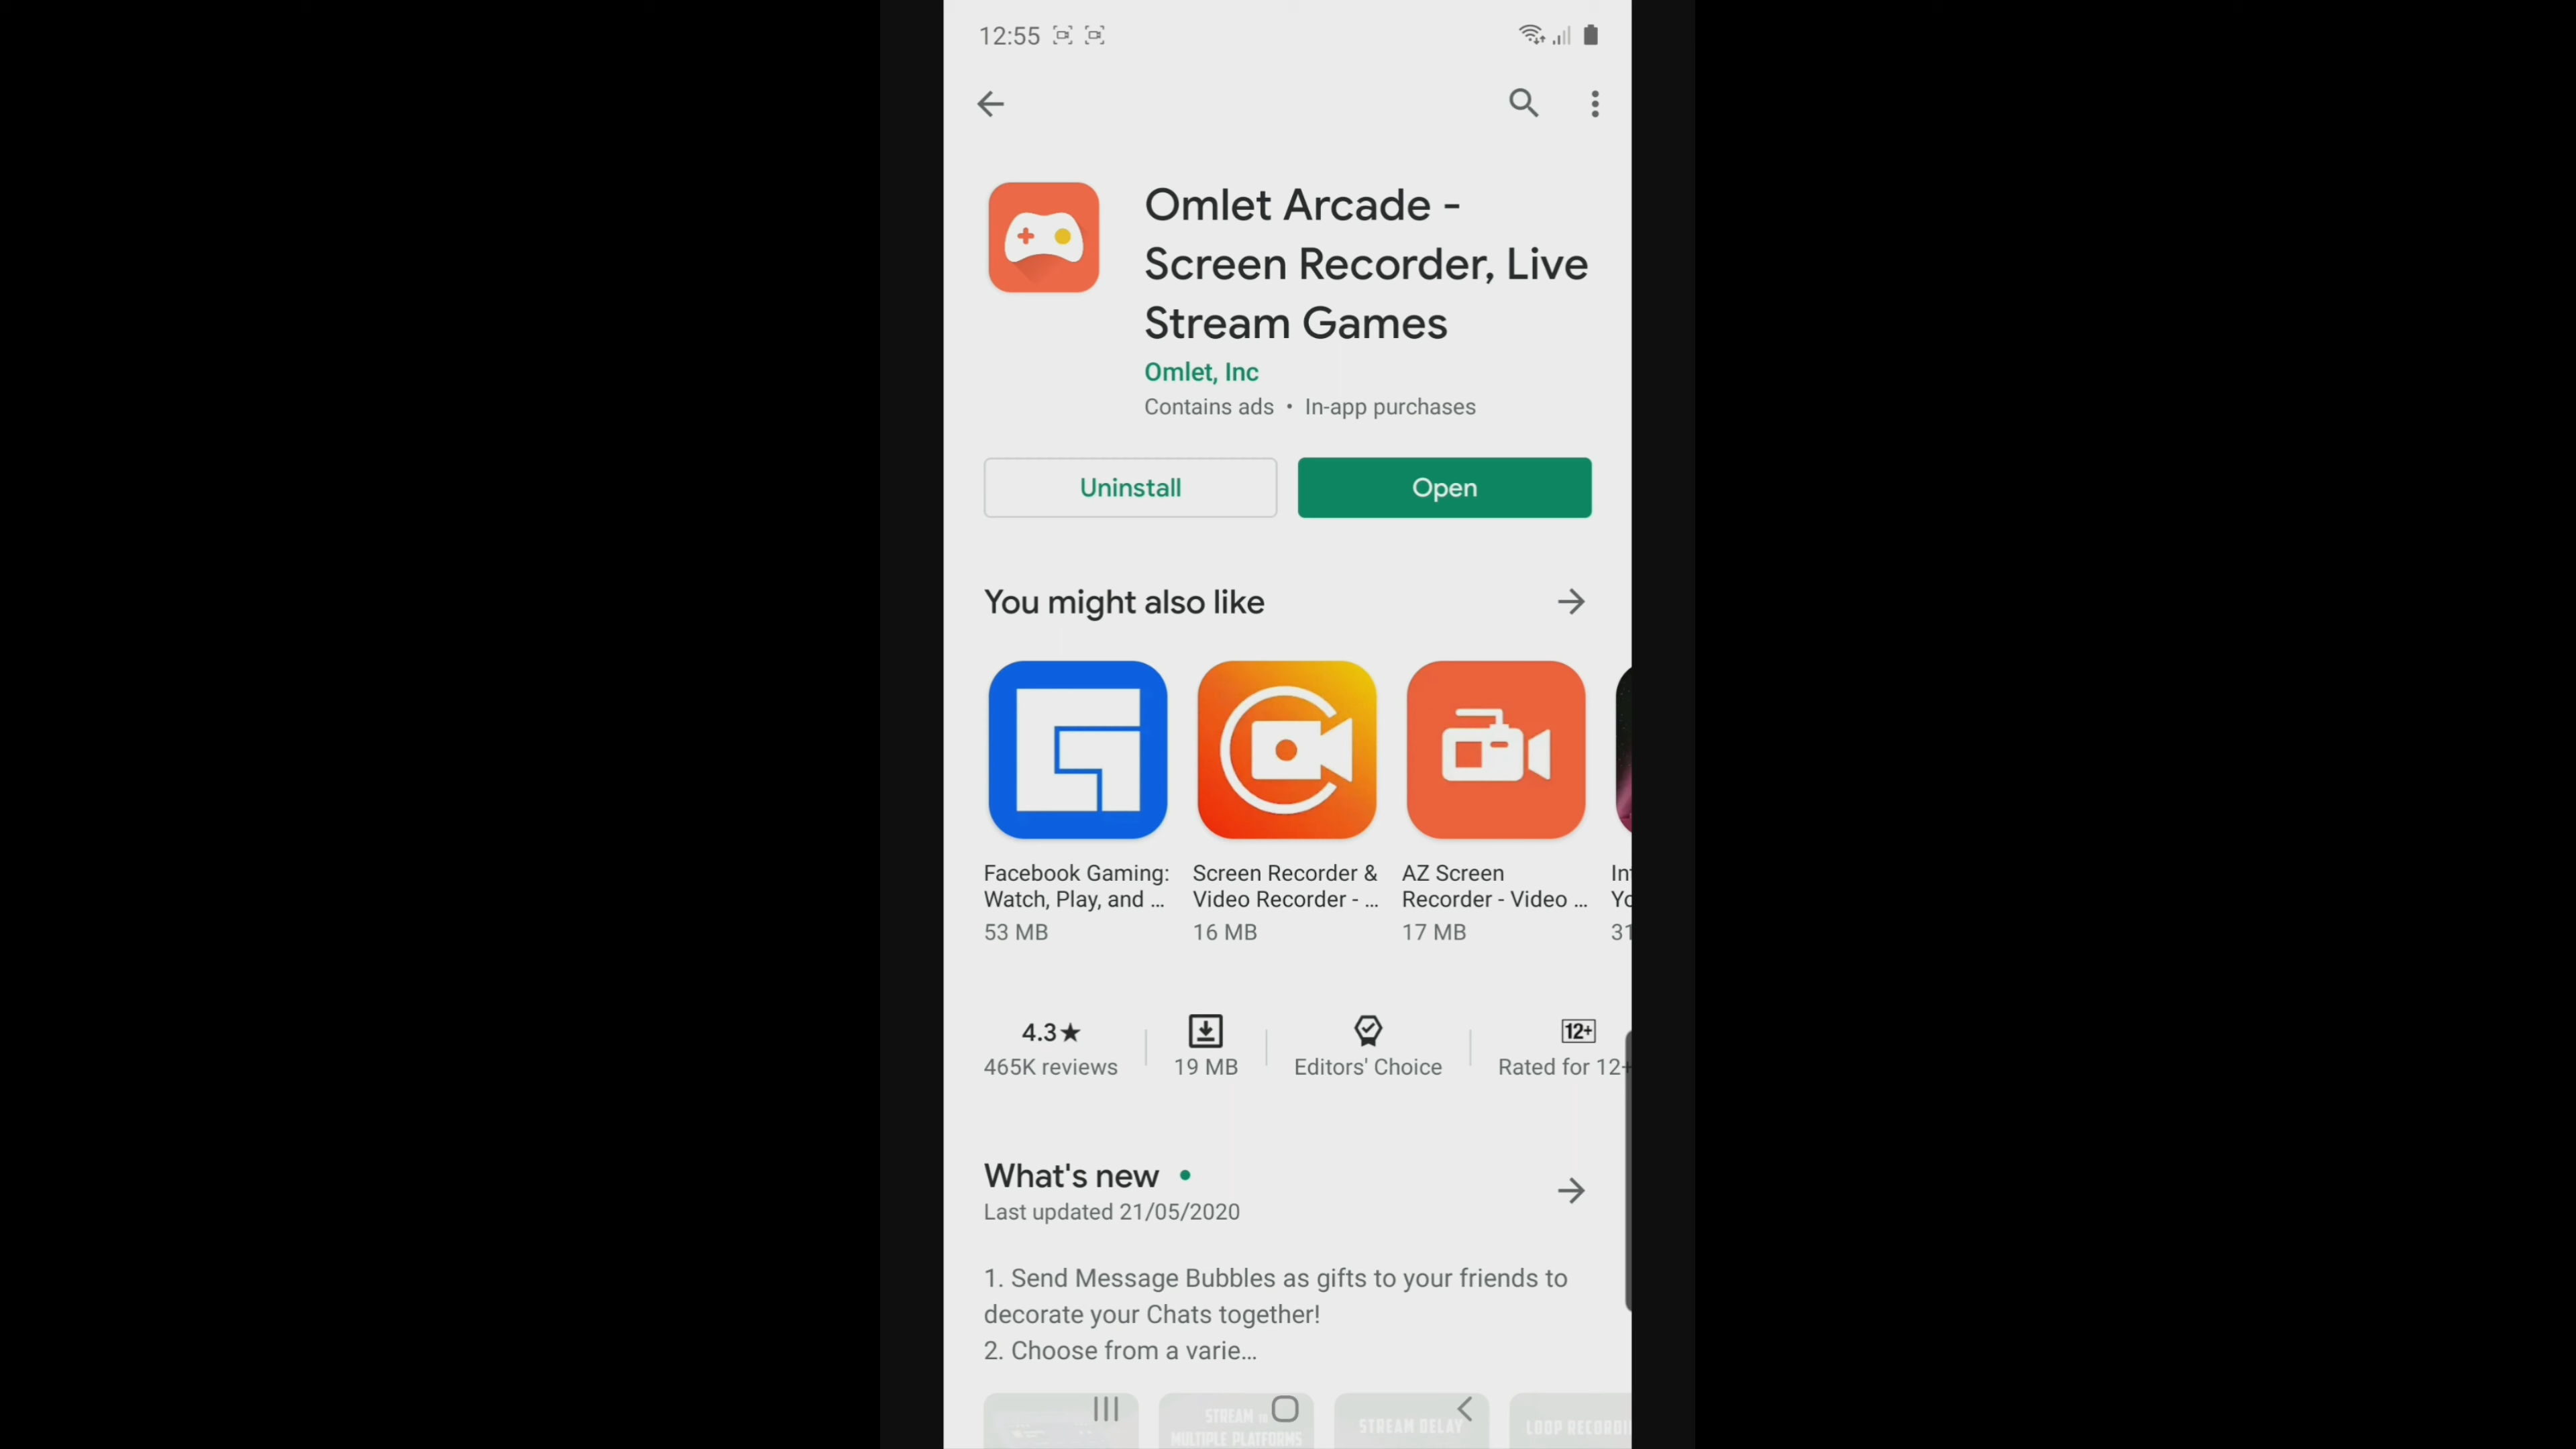 12:55
Omlet Arcade -
Screen Recorder, Live
Stream Games
Omlet, Inc
Contains ads • In-app purchases
Uninstall
Open
You might also like
Facebook Gaming:
Watch, Play, and ...
53 MB
Screen Recorder &
Video Recorder - ...
16 MB
AZ Screen
Recorder - Video ...
17 MB
31
4.3★
465K reviews
19 MB
Editors' Choice
12+
Rated for 12+
What's new •
Last updated 21/05/2020
1. Send Message Bubbles as gifts to your friends to
decorate your Chats together!
2. Choose from a varie...
STREAM TO
MULTIPLE PLATFORMS
STREAM DELAY
LOOP